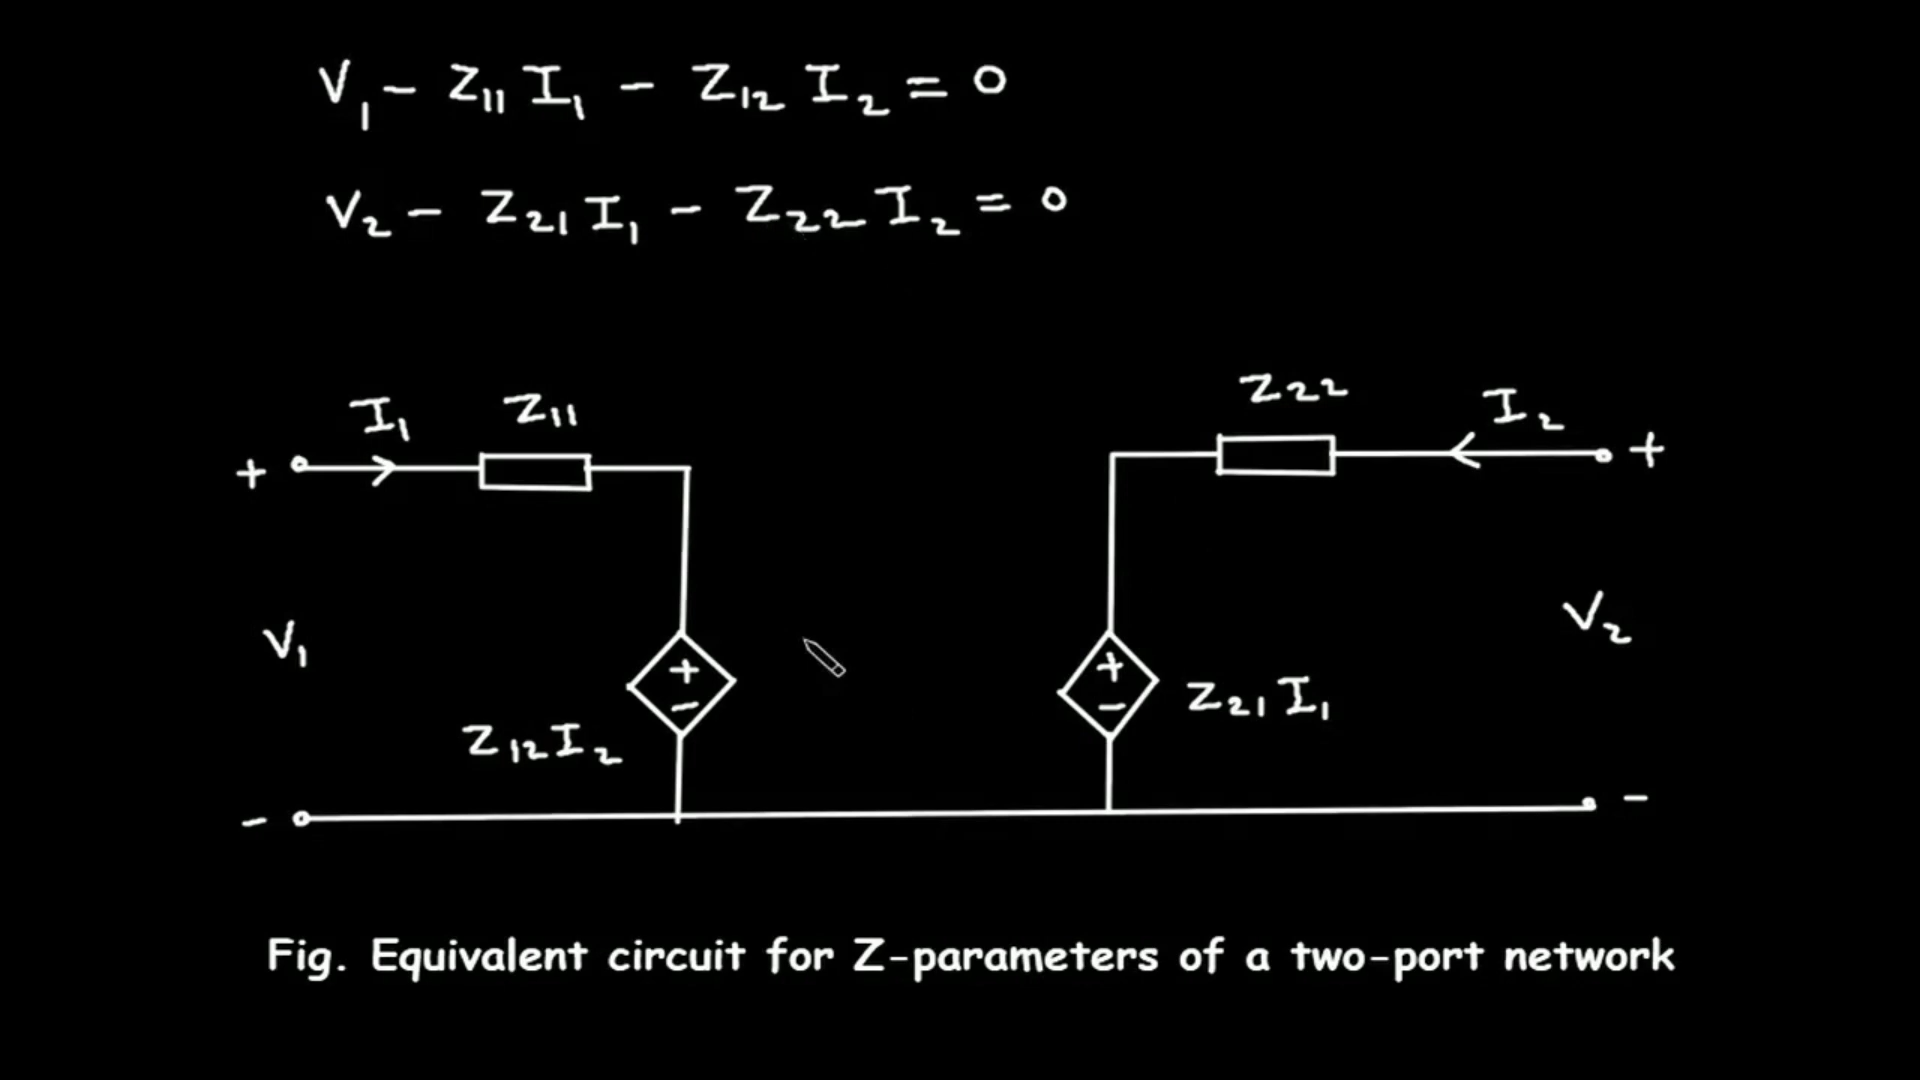 V₁ - Z₁₁ I₁ - Z₁₂ I₂ = 0
V₂ - Z₂₁ I₁ - Z₂₂ I₂ = 0
I₁ Z₁₁ Z₂₂ I₂
+ +
V₁ + - + - V₂
Z₁₂ I₂ Z₂₁ I₁
- -
Fig. Equivalent circuit for Z-parameters of a two-port network